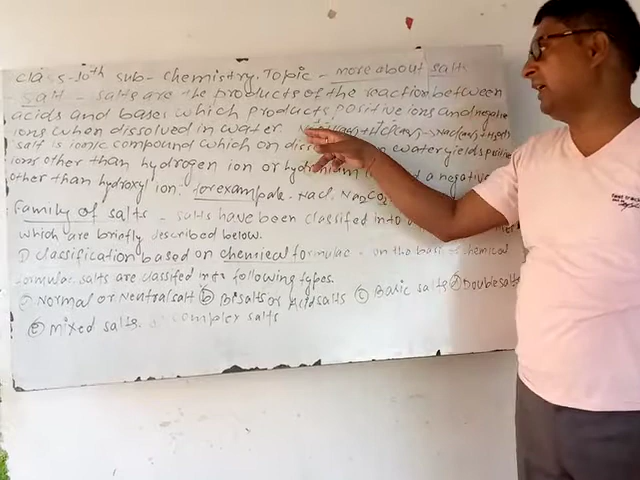 Class-10th sub- Chemistry. Topic - more about salts
- Salt - salts are the products of the reaction between
acids and bases which products positive ions and negative
ions when dissolved in water
salt is ionic compound which on water yields positive
ions other than hydrogen ion or hydronium a negative
other than hydroxyl ion. for exampale - Nacl,
Family of salts - salts have been classifed into
which are briefly described below.
① classification based on chemical formulae - on the basis of chemical
formulae salts are classifed into following types.
ⓐ Normal or Neutral salt ⓑ Bisalts or Acid salts ⓒ Basic salts ⓓ Double salts
ⓔ mixed salts. complex salts